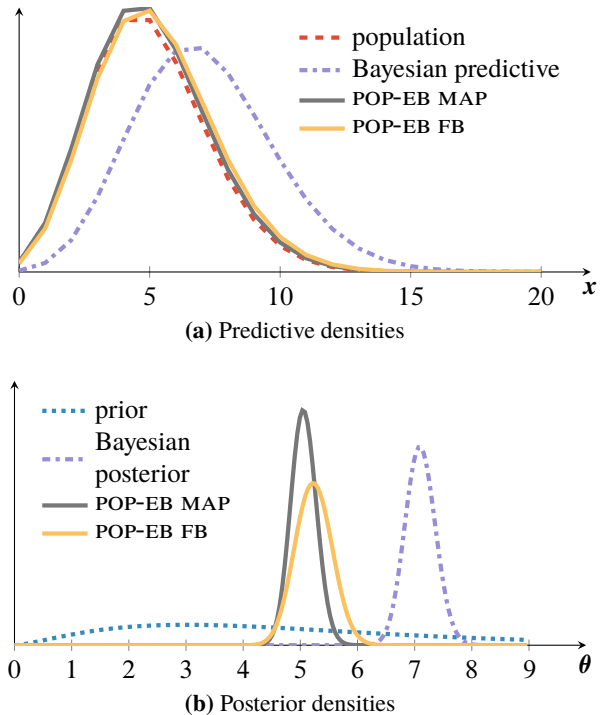 population
Bayesian predictive
POP-EB MAP
POP-EB FB
0 5 10 15 20 x
(a) Predictive densities
prior
Bayesian
posterior
POP-EB MAP
POP-EB FB
0 1 2 3 4 5 6 7 8 9 θ
(b) Posterior densities